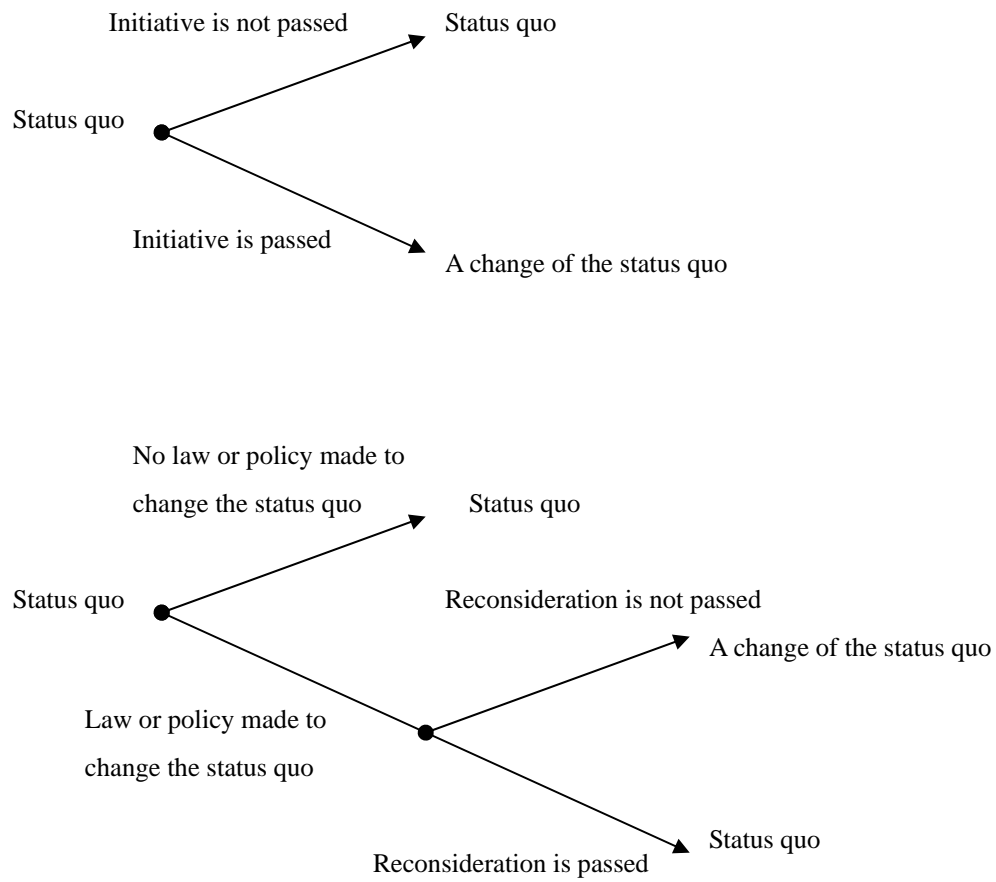 Initiative is not passed
Status quo
Status quo
Initiative is passed
A change of the status quo
No law or policy made to
change the status quo
Status quo
Status quo
Reconsideration is not passed
A change of the status quo
Law or policy made to
change the status quo
Status quo
Reconsideration is passed